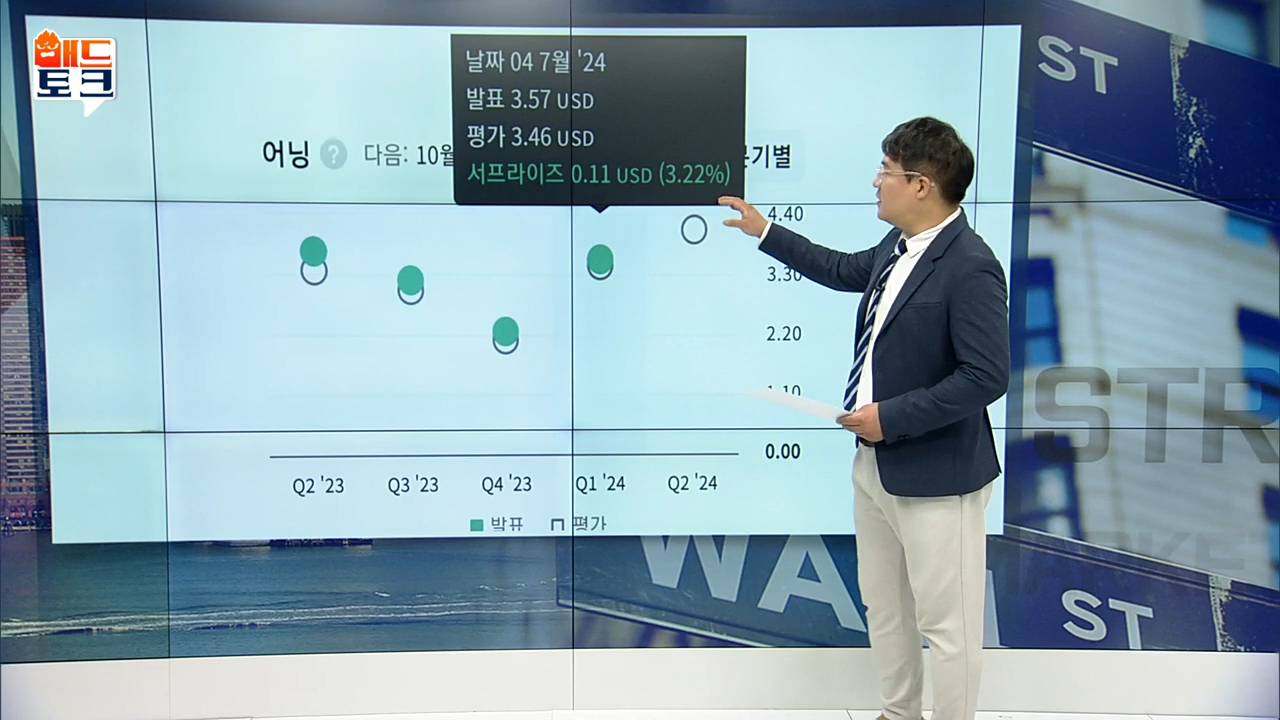 매드
토크
날짜 04 7월 '24
발표 3.57 USD
평가 3.46 USD
서프라이즈 0.11 USD (3.22%)
어닝 ? 다음: 10월
분기별
4.40
3.30
2.20
1.10
0.00
Q2 '23 Q3 '23 Q4 '23 Q1 '24 Q2 '24
발표 평가
ST
STR
MARKET
WA
ST